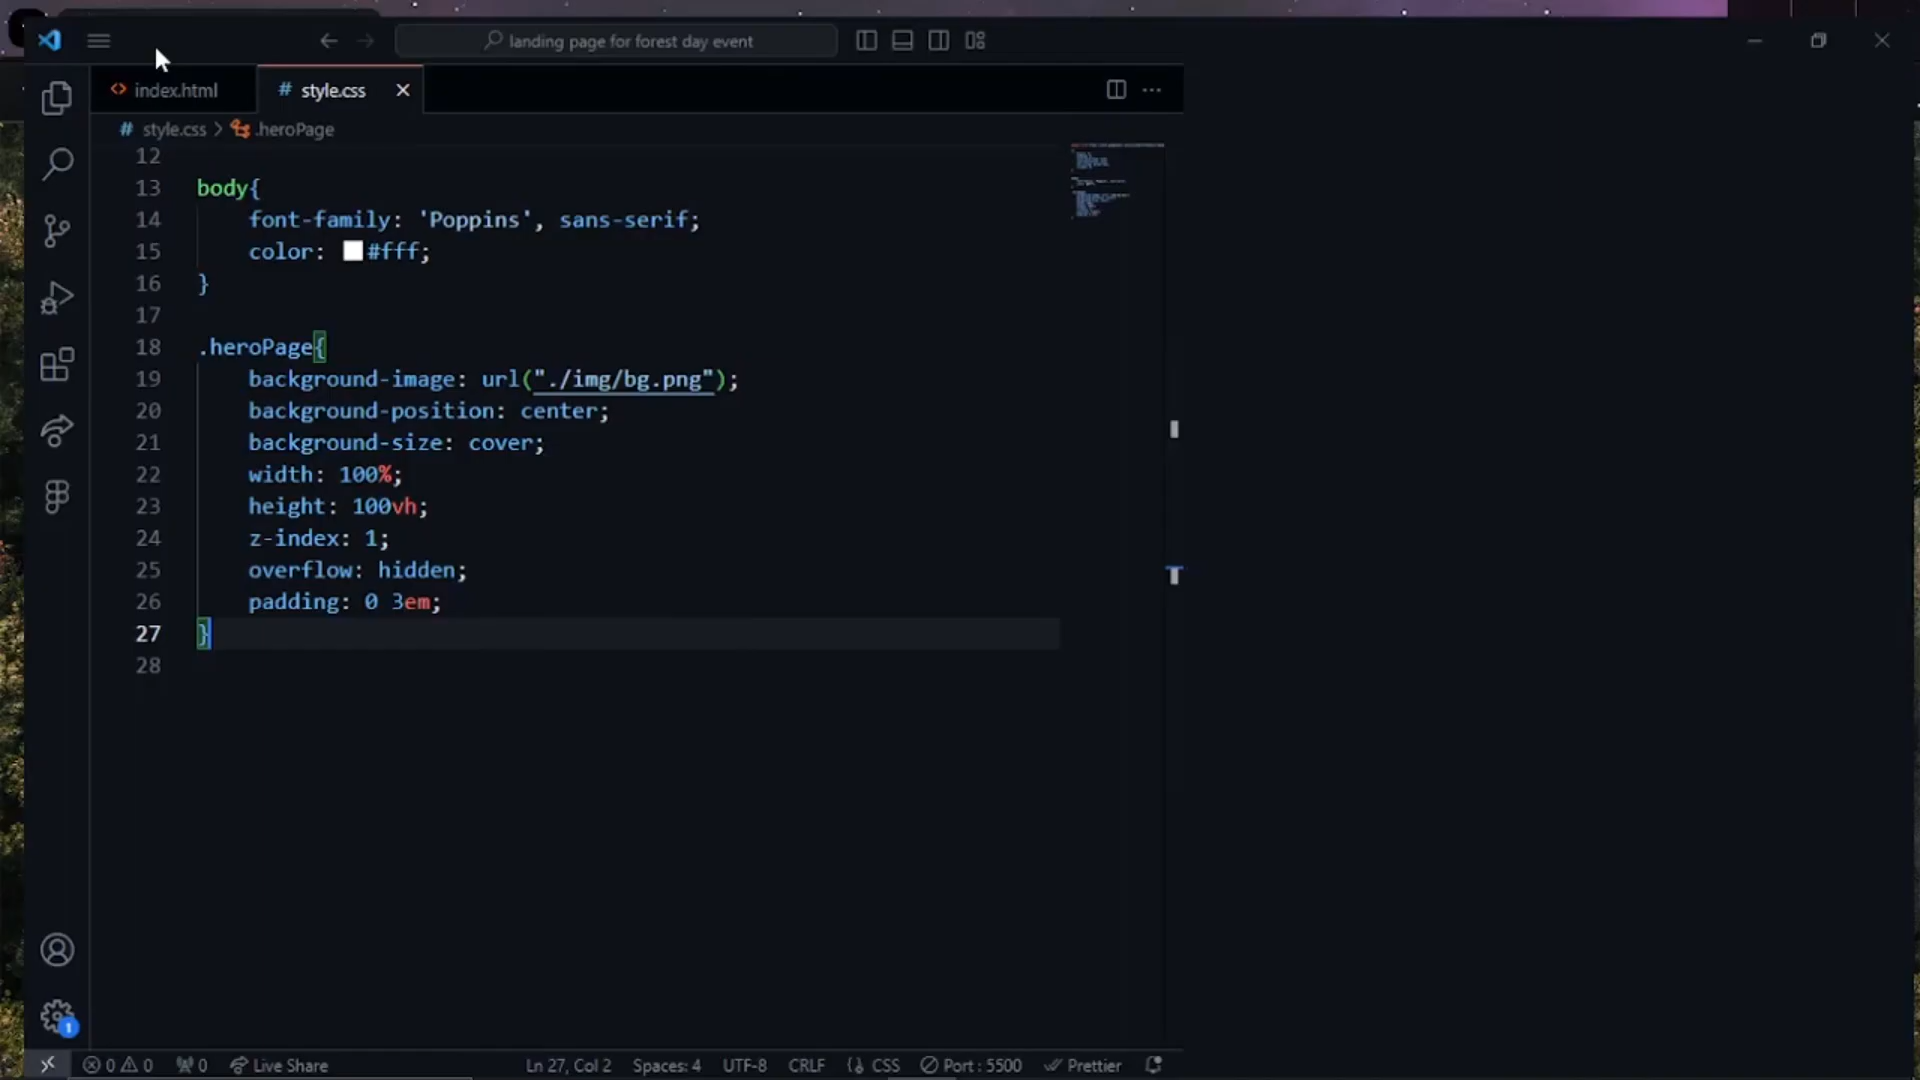 landing page for forest day event
<> index.html
# style.css
# style.css > .heroPage
12
13 body{
14 font-family: 'Poppins', sans-serif;
15 color: #fff;
16 }
17
18 .heroPage{
19 background-image: url("./img/bg.png");
20 background-position: center;
21 background-size: cover;
22 width: 100%;
23 height: 100vh;
24 z-index: 1;
25 overflow: hidden;
26 padding: 0 3em;
27 }
28
1
0 0 0 Live Share Ln 27, Col 2 Spaces: 4 UTF-8 CRLF CSS Port : 5500 Prettier